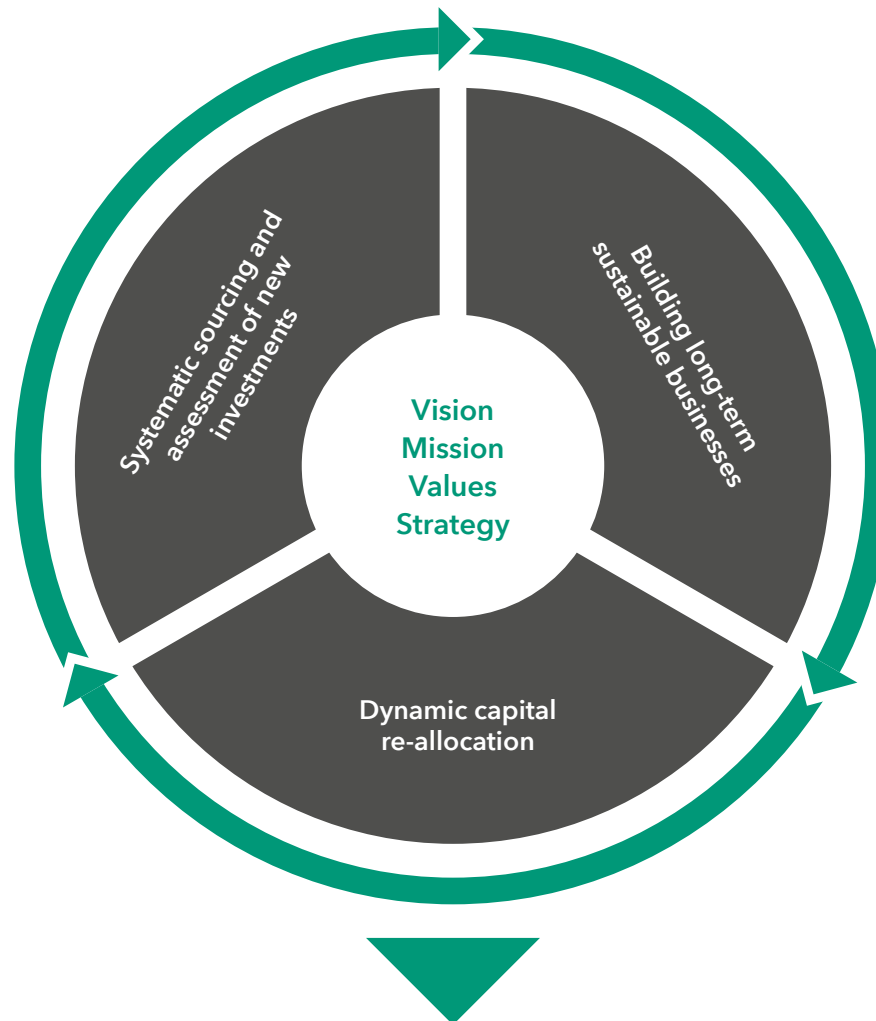 Systematic sourcing and
assessment of new
investments
Building long-term
sustainable businesses
Vision
Mission
Values
Strategy
Dynamic capital
re-allocation